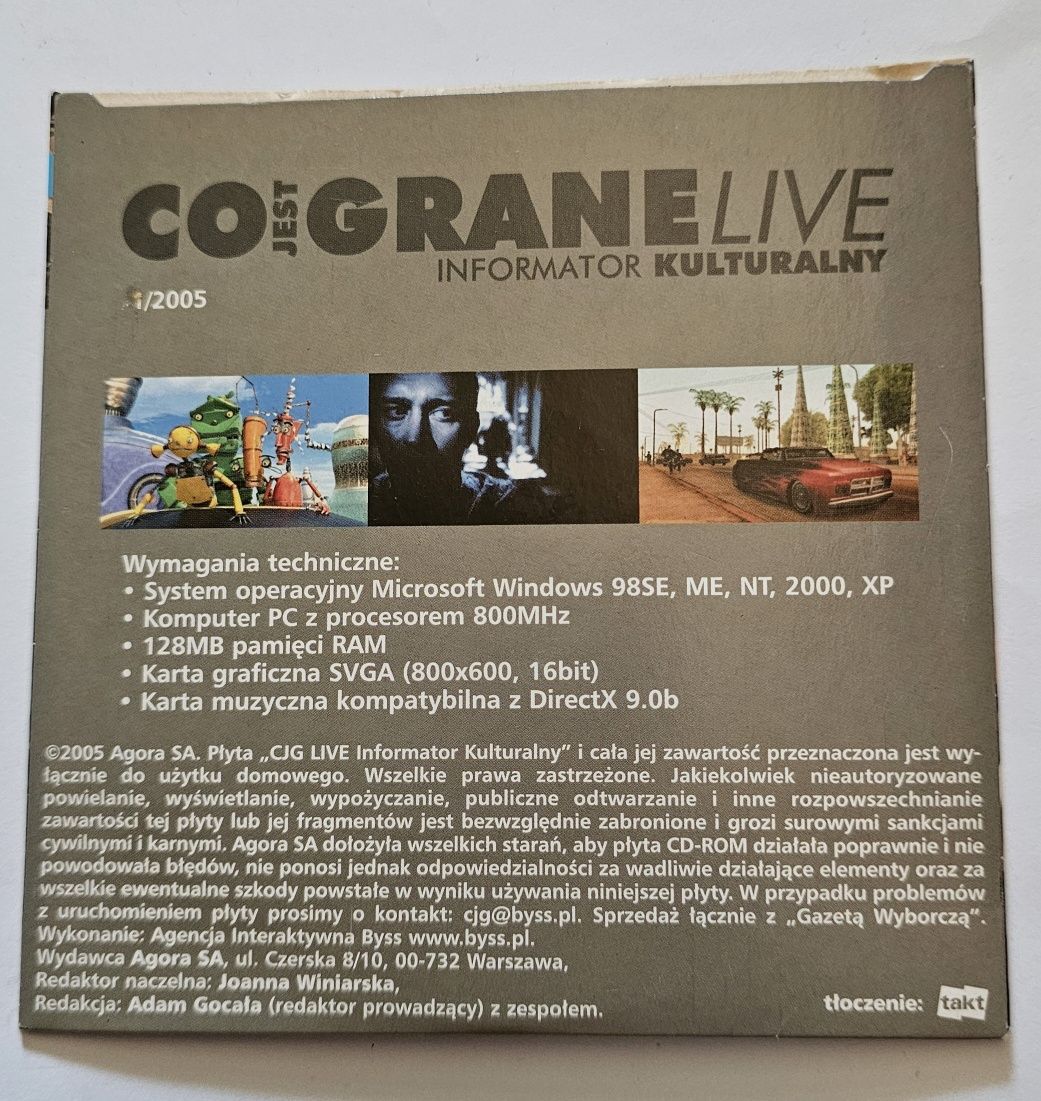 CO JEST GRANE LIVE
INFORMATOR KULTURALNY
1/2005
Wymagania techniczne:
• System operacyjny Microsoft Windows 98SE, ME, NT, 2000, XP
• Komputer PC z procesorem 800MHz
• 128MB pamięci RAM
• Karta graficzna SVGA (800x600, 16bit)
• Karta muzyczna kompatybilna z DirectX 9.0b
©2005 Agora SA. Płyta „CJG LIVE Informator Kulturalny” i cała jej zawartość przeznaczona jest wy-
łącznie do użytku domowego. Wszelkie prawa zastrzeżone. Jakiekolwiek nieautoryzowane
powielanie, wyświetlanie, wypożyczanie, publiczne odtwarzanie i inne rozpowszechnianie
zawartości tej płyty lub jej fragmentów jest bezwzględnie zabronione i grozi surowymi sankcjami
cywilnymi i karnymi. Agora SA dołożyła wszelkich starań, aby płyta CD-ROM działała poprawnie i nie
powodowała błędów, nie ponosi jednak odpowiedzialności za wadliwie działające elementy oraz za
wszelkie ewentualne szkody powstałe w wyniku używania niniejszej płyty. W przypadku problemów
z uruchomieniem płyty prosimy o kontakt: cjg@byss.pl. Sprzedaż łącznie z „Gazetą Wyborczą”.
Wykonanie: Agencja Interaktywna Byss www.byss.pl.
Wydawca Agora SA, ul. Czerska 8/10, 00-732 Warszawa,
Redaktor naczelna: Joanna Winiarska,
Redakcja: Adam Gocała (redaktor prowadzący) z zespołem.
tłoczenie: takt